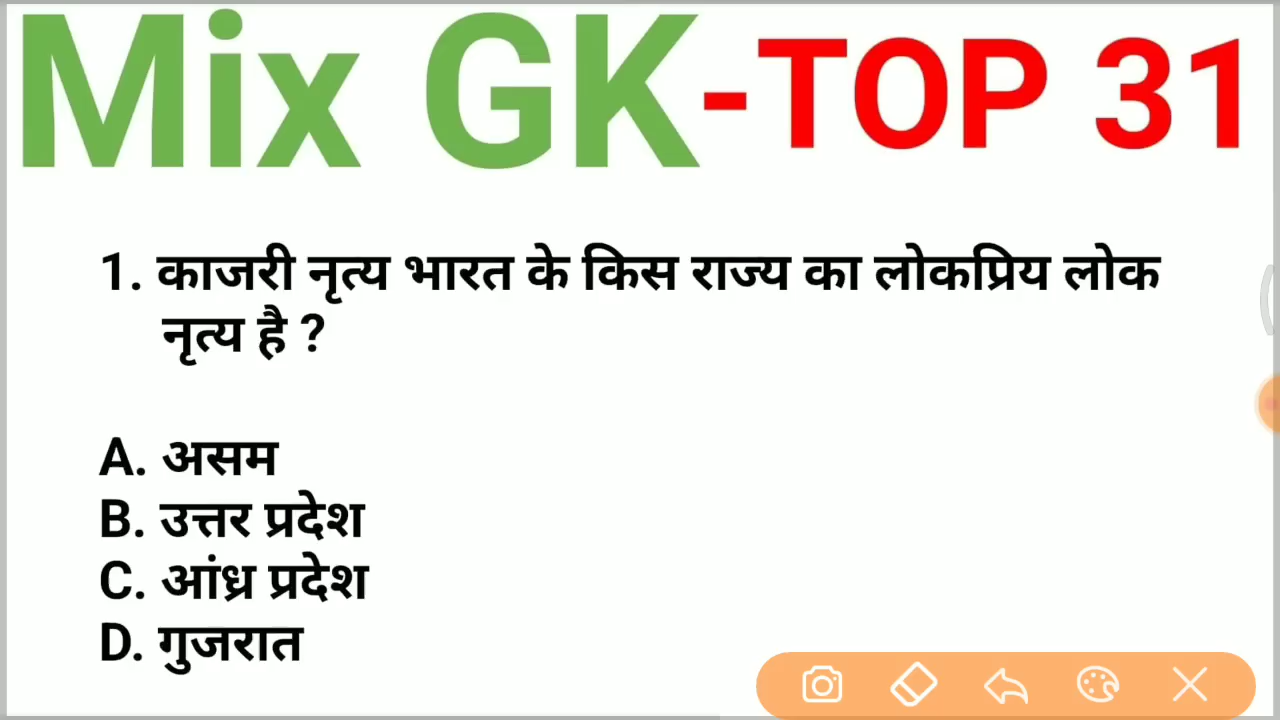 Mix GK-TOP 31
1. काजरी नृत्य भारत के किस राज्य का लोकप्रिय लोक
नृत्य है ?
A. असम
B. उत्तर प्रदेश
C. आंध्र प्रदेश
D. गुजरात